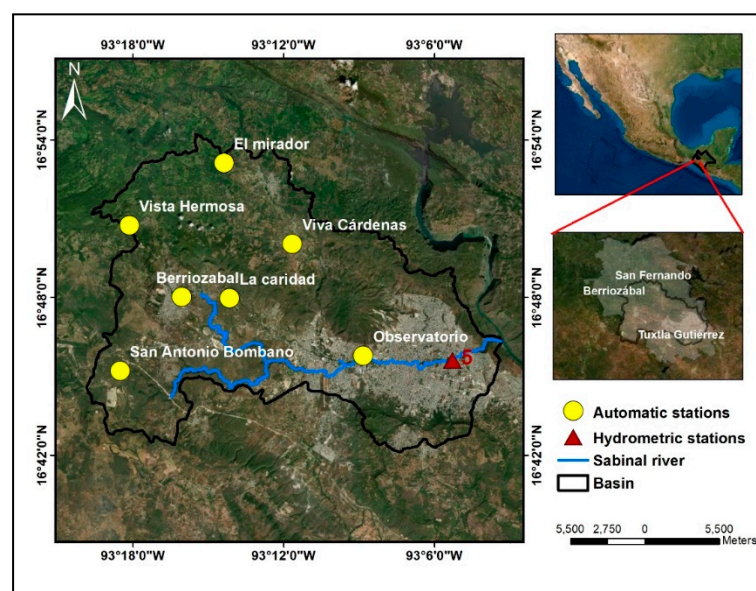 93°18'0"W 93°12'0"W 93°6'0"W
N
16°54'0"N
16°54'0"N
El mirador
Vista Hermosa
Viva Cárdenas
Berriozabal La caridad
16°48'0"N
16°48'0"N
San Antonio Bombano
Observatorio
5
16°42'0"N
16°42'0"N
93°18'0"W 93°12'0"W 93°6'0"W
San Fernando
Berriozábal
Tuxtla Gutiérrez
Automatic stations
Hydrometric stations
Sabinal river
Basin
5,500 2,750 0 5,500
Meters